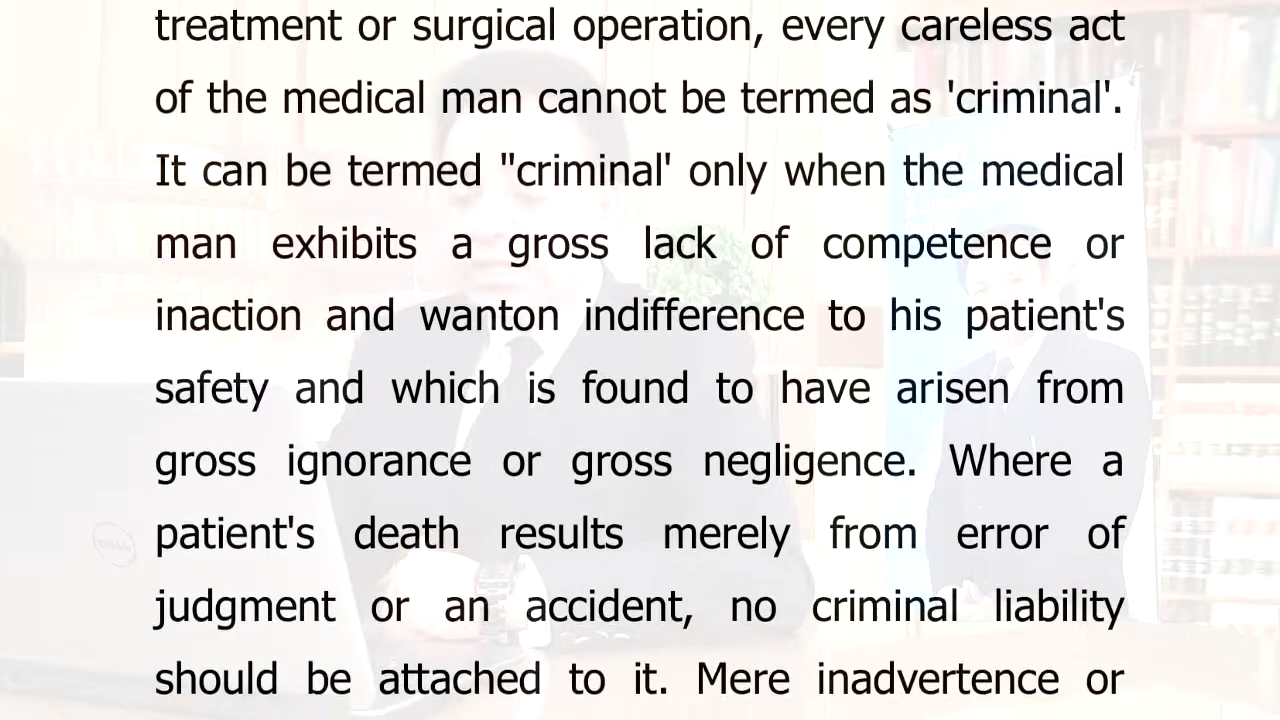 treatment or surgical operation, every careless act
of the medical man cannot be termed as 'criminal'.
It can be termed "criminal' only when the medical
man exhibits a gross lack of competence or
inaction and wanton indifference to his patient's
safety and which is found to have arisen from
gross ignorance or gross negligence. Where a
patient's death results merely from error of
judgment or an accident, no criminal liability
should be attached to it. Mere inadvertence or